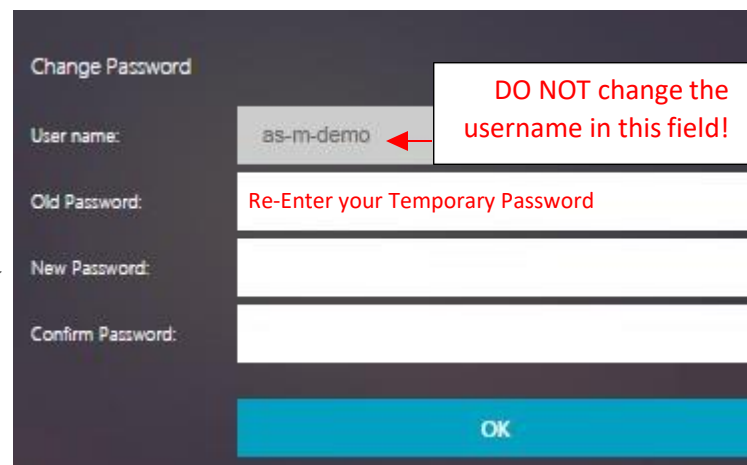 Change Password
DO NOT change the
username in this field!
User name:
as-m-demo
Old Password:
Re-Enter your Temporary Password
New Password:
Confirm Password:
OK